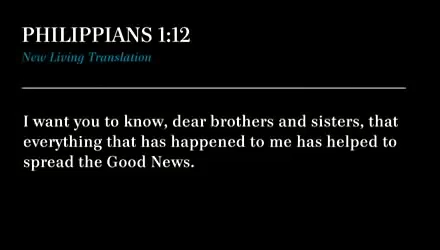 PHILIPPIANS 1:12
New Living Translation
I want you to know, dear brothers and sisters, that
everything that has happened to me has helped to
spread the Good News.